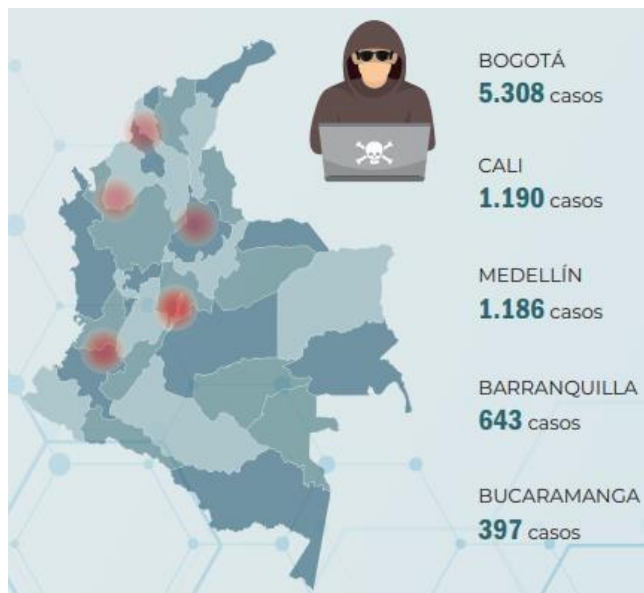 BOGOTÁ
5.308 casos
CALI
1.190 casos
MEDELLÍN
1.186 casos
BARRANQUILLA
643 casos
BUCARAMANGA
397 casos